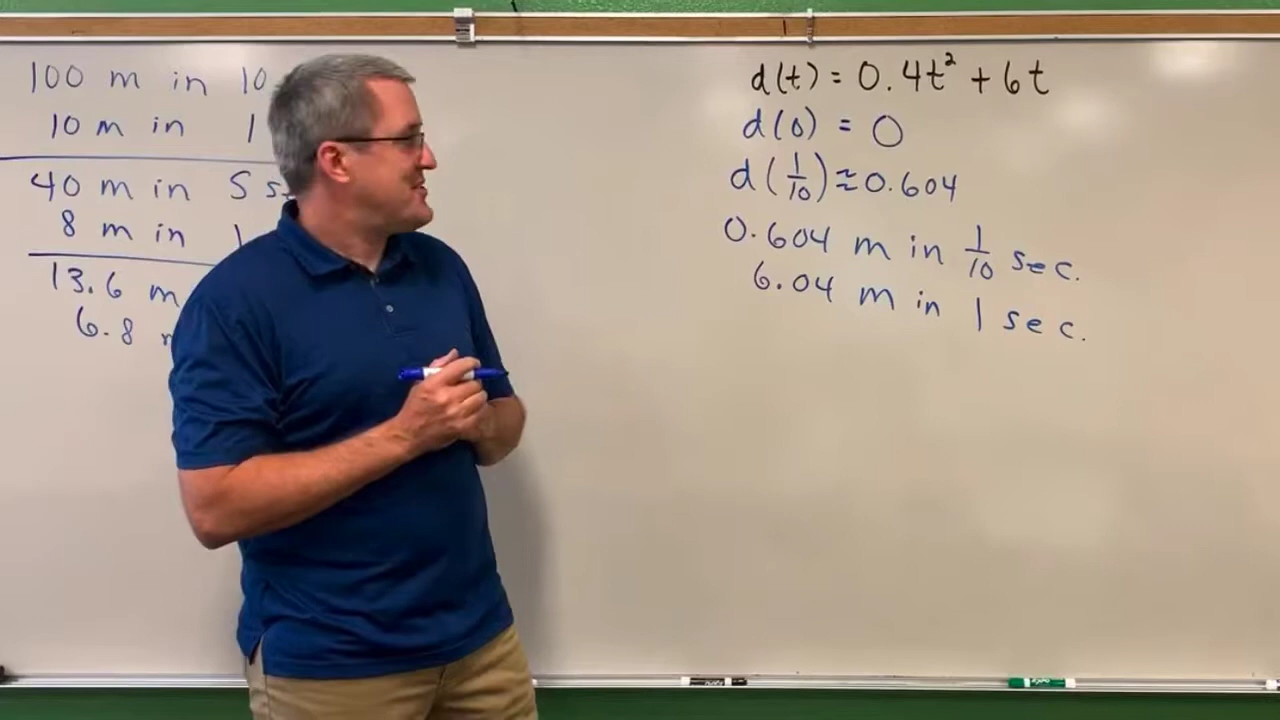 100 m in 10
10 m in 1
40 m in 5 s
8 m in 1
13.6 m
6.8
d(t) = 0.4t² + 6t
d(0) = 0
d(1/10) ≈ 0.604
0.604 m in 1/10 sec.
6.04 m in 1 sec.